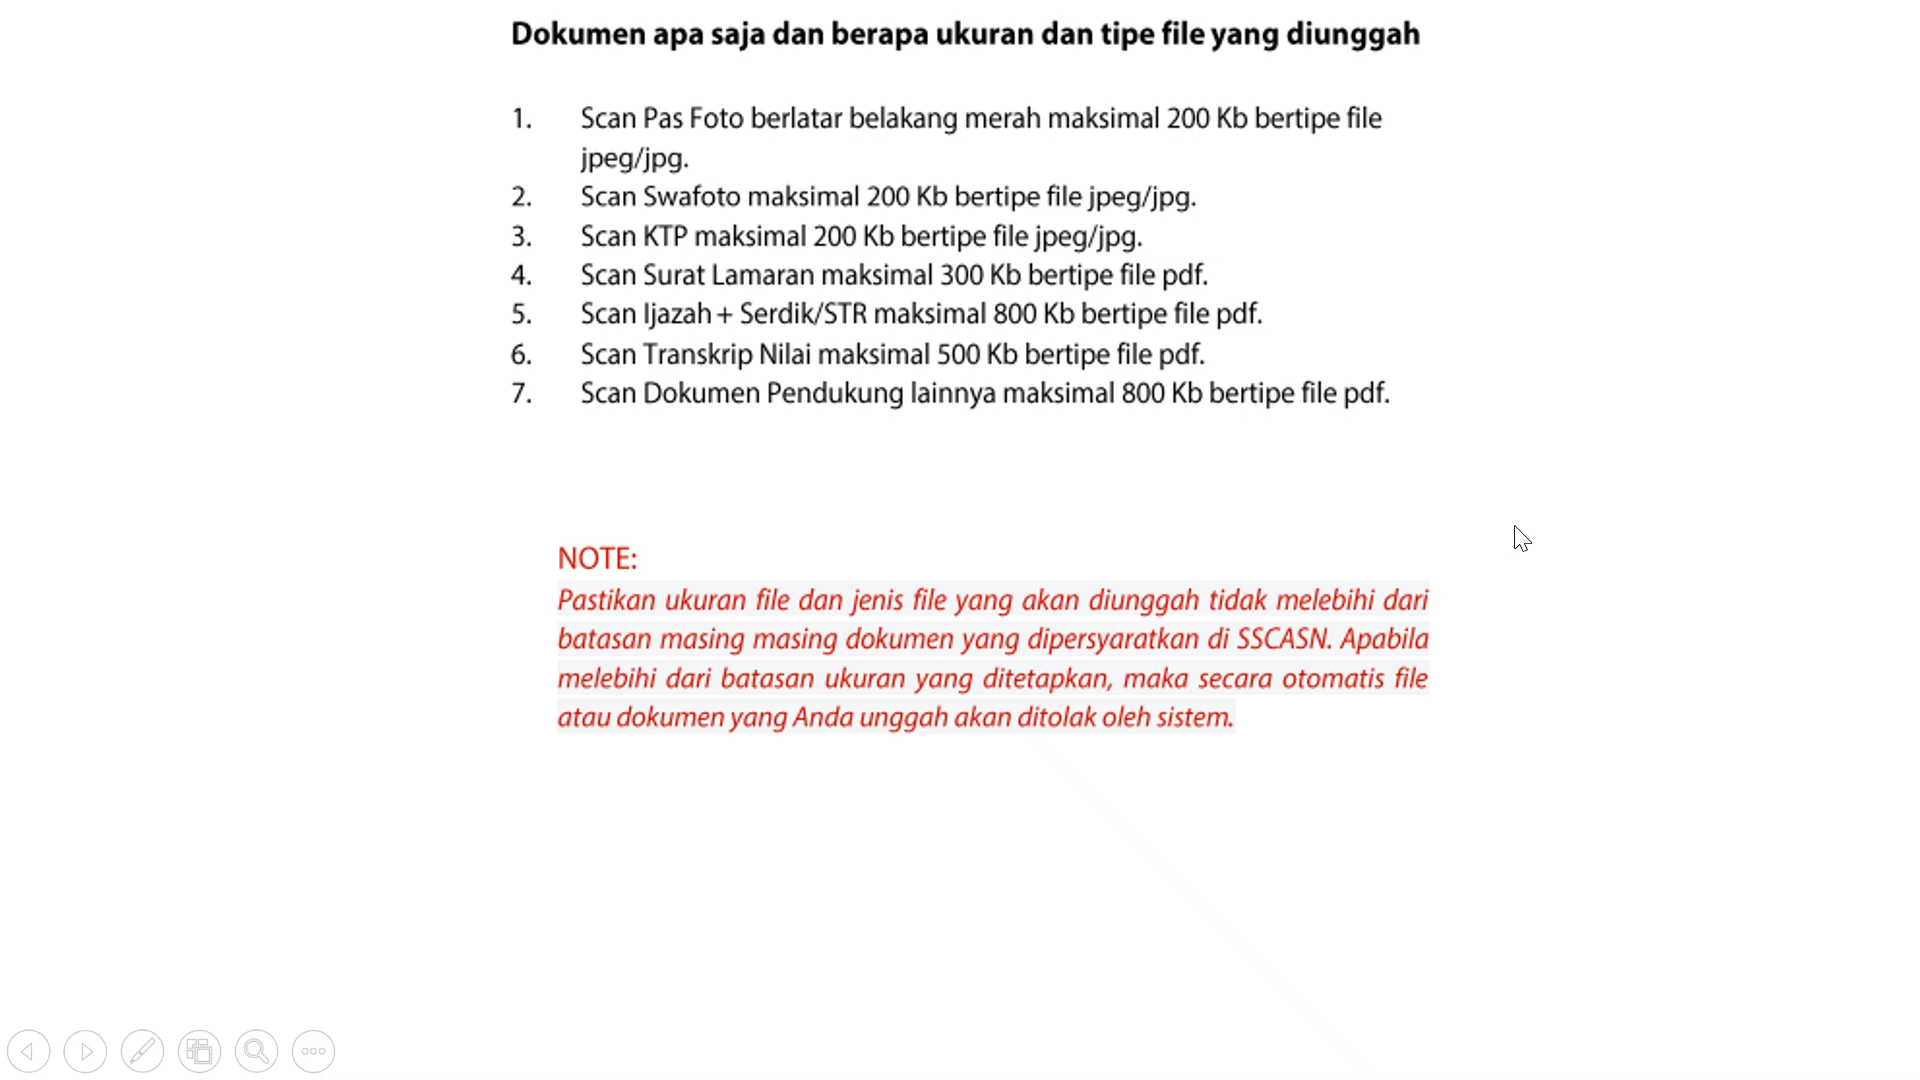 Dokumen apa saja dan berapa ukuran dan tipe file yang diunggah
1. Scan Pas Foto berlatar belakang merah maksimal 200 Kb bertipe file
jpeg/jpg.
2. Scan Swafoto maksimal 200 Kb bertipe file jpeg/jpg.
3. Scan KTP maksimal 200 Kb bertipe file jpeg/jpg.
4. Scan Surat Lamaran maksimal 300 Kb bertipe file pdf.
5. Scan Ijazah + Serdik/STR maksimal 800 Kb bertipe file pdf.
6. Scan Transkrip Nilai maksimal 500 Kb bertipe file pdf.
7. Scan Dokumen Pendukung lainnya maksimal 800 Kb bertipe file pdf.
NOTE:
Pastikan ukuran file dan jenis file yang akan diunggah tidak melebihi dari
batasan masing masing dokumen yang dipersyaratkan di SSCASN. Apabila
melebihi dari batasan ukuran yang ditetapkan, maka secara otomatis file
atau dokumen yang Anda unggah akan ditolak oleh sistem.